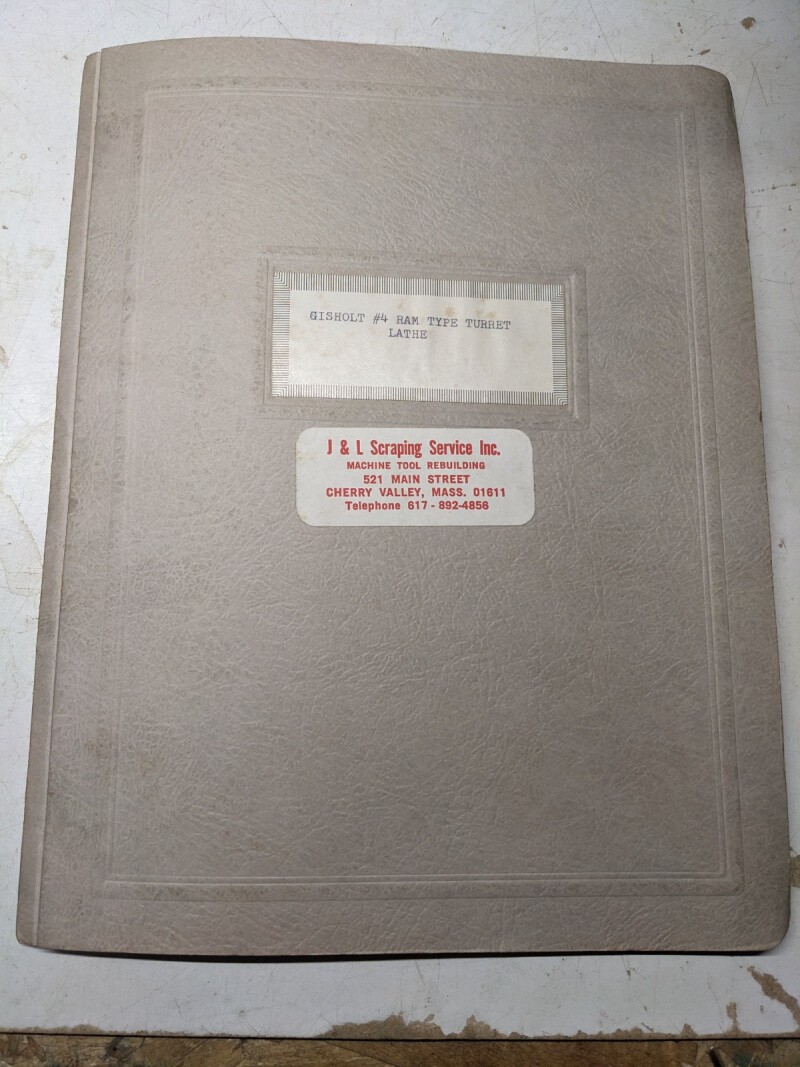 GISHOLT #4 RAM TYPE TURRET
LATHE
J & L Scraping Service Inc.
MACHINE TOOL REBUILDING
521 MAIN STREET
CHERRY VALLEY, MASS. 01611
Telephone 617 - 892-4856